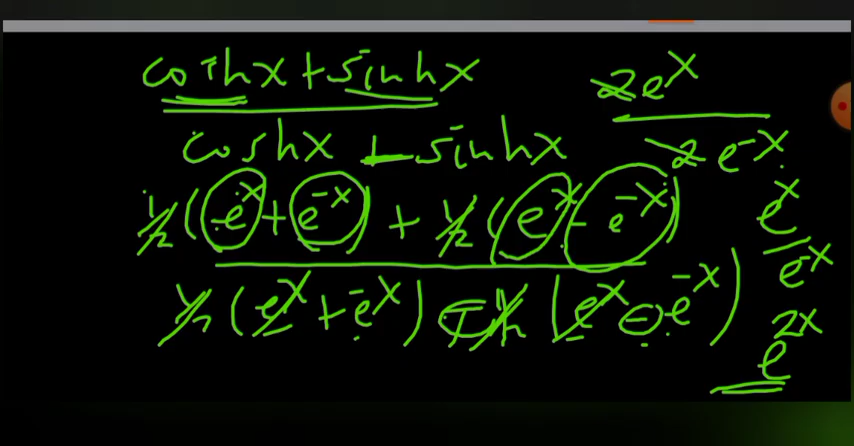 coshx + sinhx
coshx - sinhx
1/2 (e^x + e^-x) + 1/2 (e^x - e^-x)
1/2 (e^x + e^-x) - 1/2 (e^x - e^-x)
2e^x
2e^-x
e^x
e^-x
e^2x